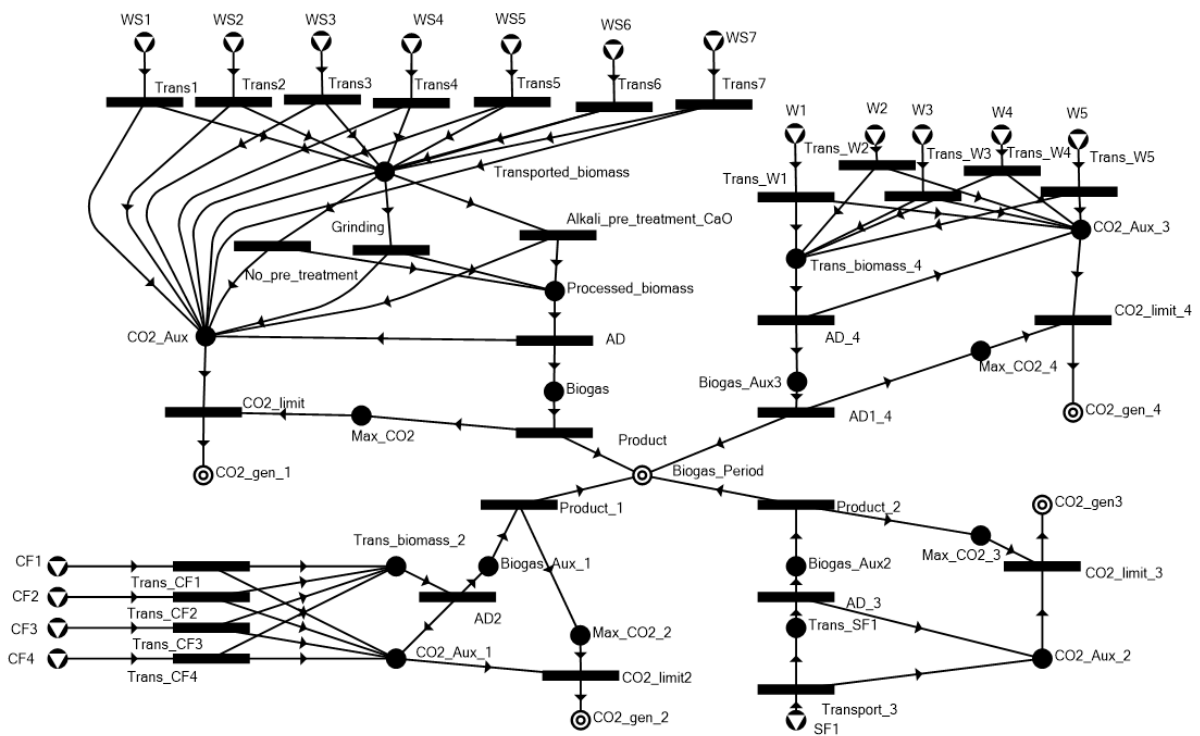 WS1
WS2
WS3
WS4
WS5
WS6
WS7
Trans1
Trans2
Trans3
Trans4
Trans5
Trans6
Trans7
Transported_biomass
Grinding
Alkali_pre_treatment_CaO
No_pre_treatment
Processed_biomass
CO2_Aux
AD
Biogas
CO2_limit
Max_CO2
CO2_gen_1
Product
Biogas_Period
W1
W2
W3
W4
W5
Trans_W2
Trans_W3
Trans_W4
Trans_W5
Trans_W1
CO2_Aux_3
Trans_biomass_4
CO2_limit_4
AD_4
Max_CO2_4
Biogas_Aux3
AD1_4
CO2_gen_4
Product_1
Trans_biomass_2
Biogas_Aux_1
CF1
CF2
CF3
CF4
Trans_CF1
Trans_CF2
Trans_CF3
Trans_CF4
AD2
CO2_Aux_1
Max_CO2_2
CO2_limit2
CO2_gen_2
Product_2
CO2_gen3
Max_CO2_3
Biogas_Aux2
CO2_limit_3
AD_3
Trans_SF1
CO2_Aux_2
Transport_3
SF1